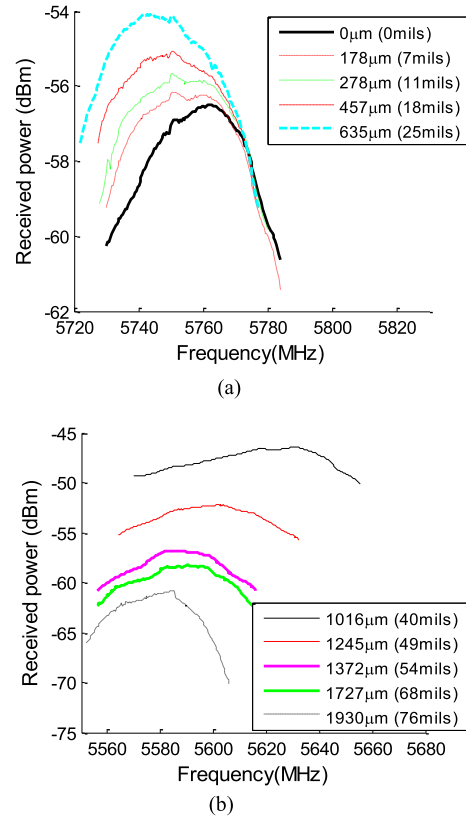 -54
-56
-58
-60
-62
5720 5740 5760 5780 5800 5820
Received power (dBm)
Frequency(MHz)
0μm (0mils)
178μm (7mils)
278μm (11mils)
457μm (18mils)
635μm (25mils)
(a)
-45
-50
-55
-60
-65
-70
-75
5560 5580 5600 5620 5640 5660 5680
Received power (dBm)
Frequency(MHz)
1016μm (40mils)
1245μm (49mils)
1372μm (54mils)
1727μm (68mils)
1930μm (76mils)
(b)